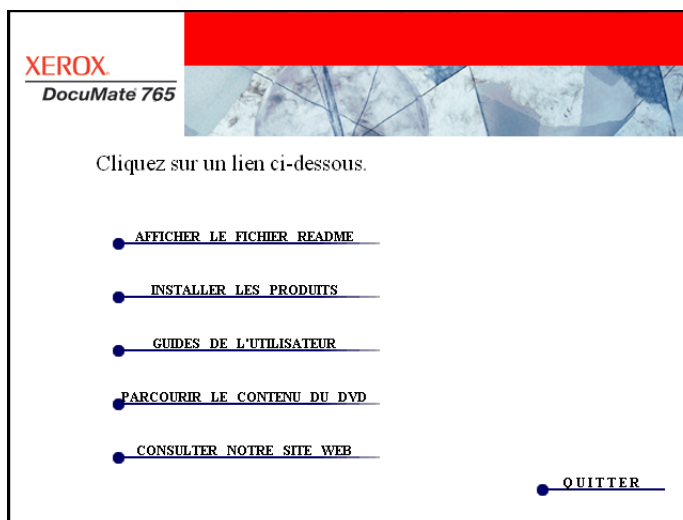 XEROX.
DocuMate 765
Cliquez sur un lien ci-dessous.
AFFICHER LE FICHIER README
INSTALLER LES PRODUITS
GUIDES DE L'UTILISATEUR
PARCOURIR LE CONTENU DU DVD
CONSULTER NOTRE SITE WEB
QUITTER